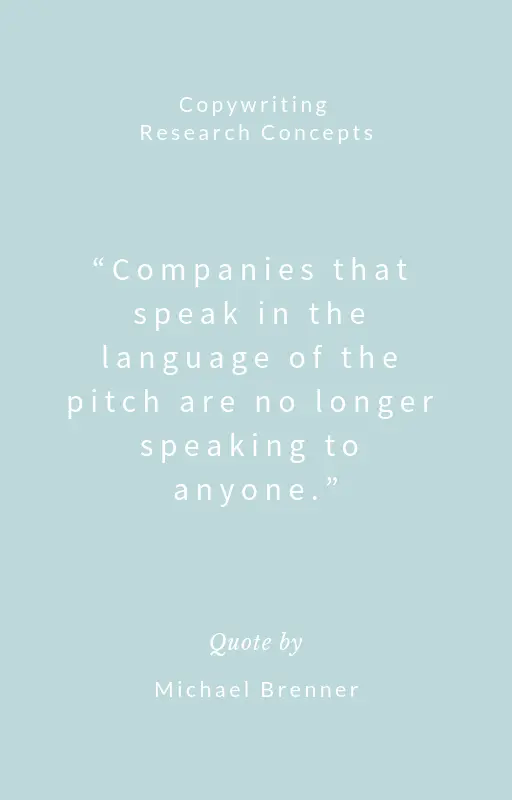 Copywriting
Research Concepts
“Companies that
speak in the
language of the
pitch are no longer
speaking to
anyone.”
Quote by
Michael Brenner